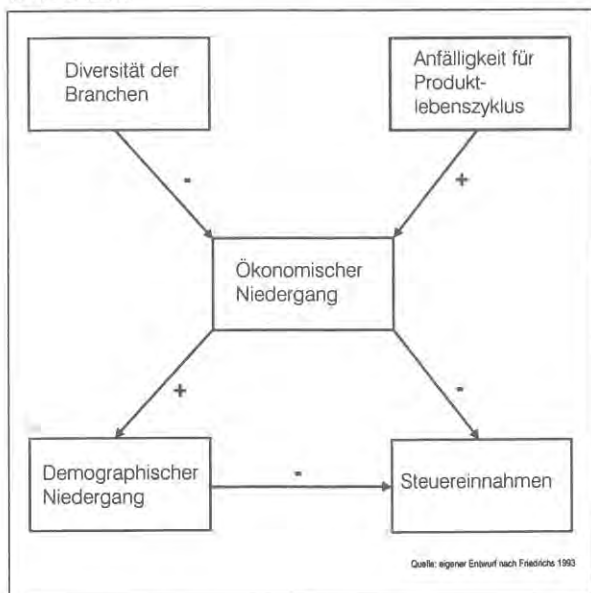 Diversität der
Branchen
Anfälligkeit für
Produkt-
lebenszyklus
-
+
Ökonomischer
Niedergang
+
-
Demographischer
Niedergang
-
Steuereinnahmen
Quelle: eigener Entwurf nach Friedrichs 1993